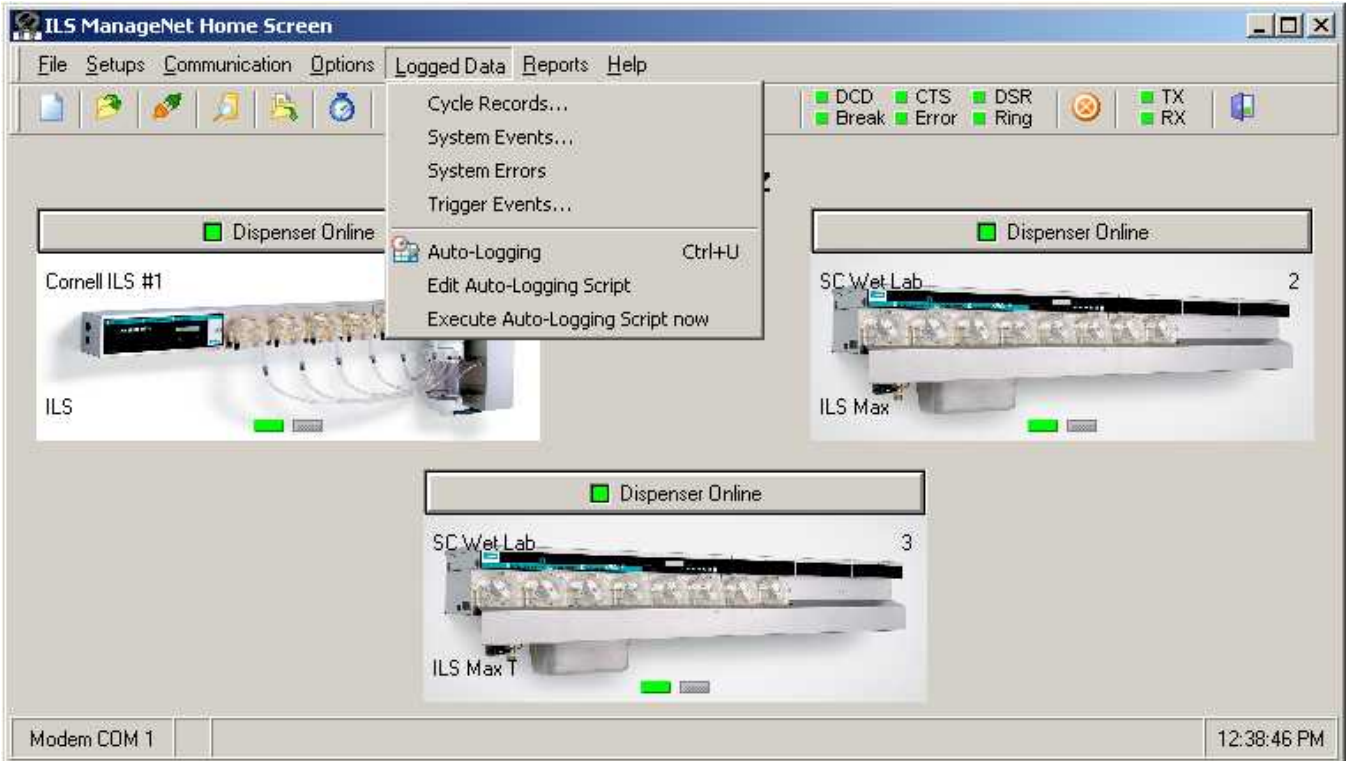 ILS ManageNet Home Screen
File Setups Communication Options Logged Data Reports Help
DCD CTS DSR TX
Break Error Ring RX
Cycle Records...
System Events...
System Errors
Trigger Events...
Auto-Logging Ctrl+U
Edit Auto-Logging Script
Execute Auto-Logging Script now
Dispenser Online
Cornell ILS #1
ILS
Dispenser Online
SC Wet Lab 2
ILS Max
Dispenser Online
SC Wet Lab 3
ILS Max T
Modem COM 1
12:38:46 PM